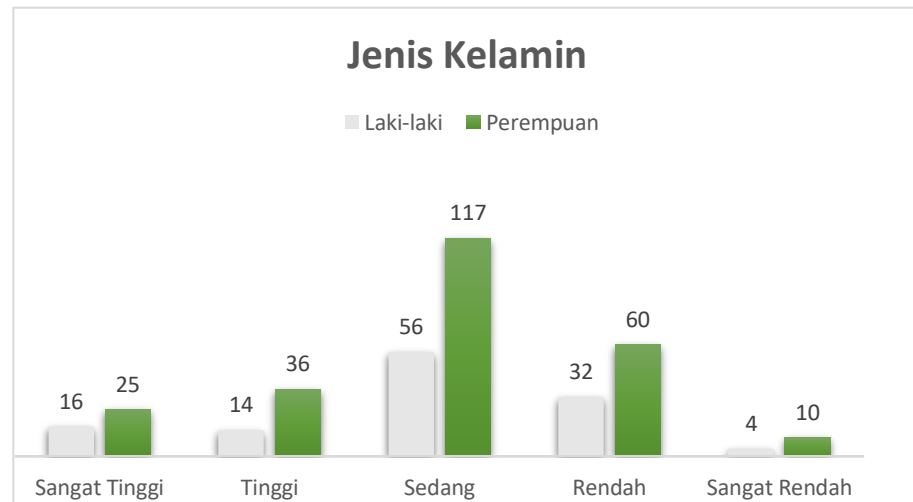 Jenis Kelamin
Laki-laki Perempuan
117
56 60
36 32
25
16 14 10
4
Sangat Tinggi Tinggi Sedang Rendah Sangat Rendah